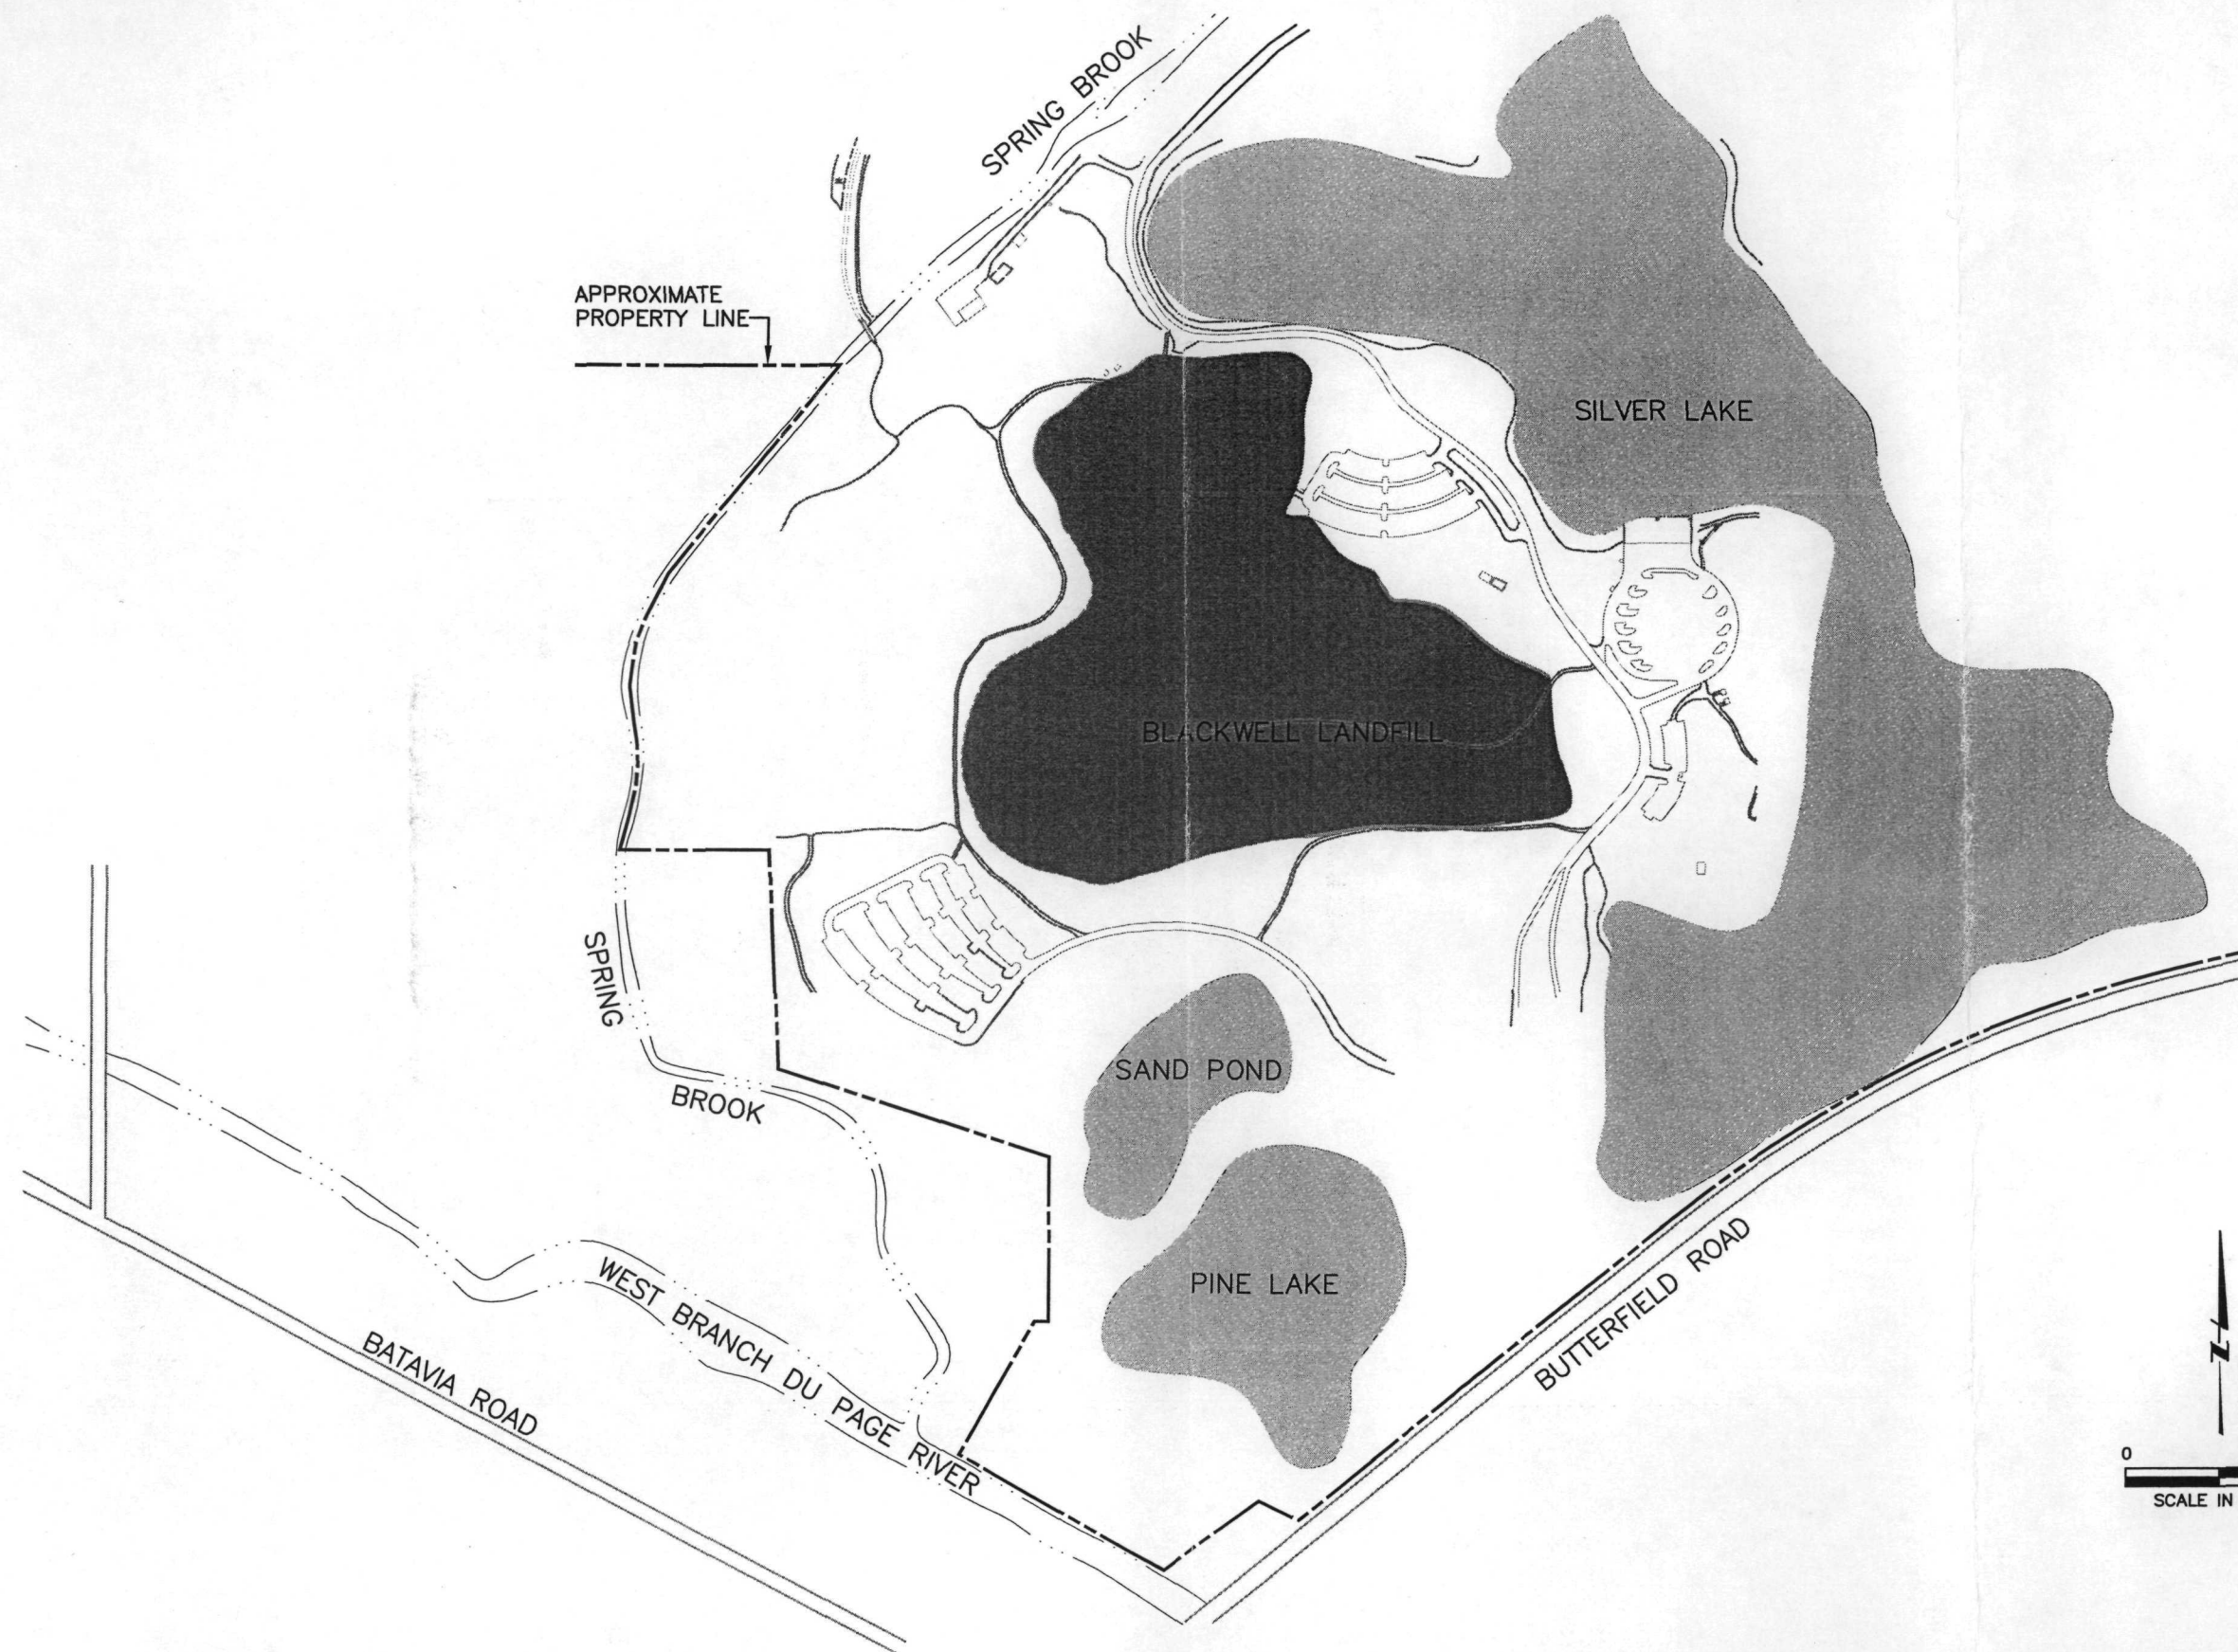 SPRING BROOK
APPROXIMATE
PROPERTY LINE
SILVER LAKE
BLACKWELL LANDFILL
SPRING
BROOK
SAND POND
PINE LAKE
WEST BRANCH DU PAGE RIVER
BATAVIA ROAD
BUTTERFIELD ROAD
N
0
SCALE IN